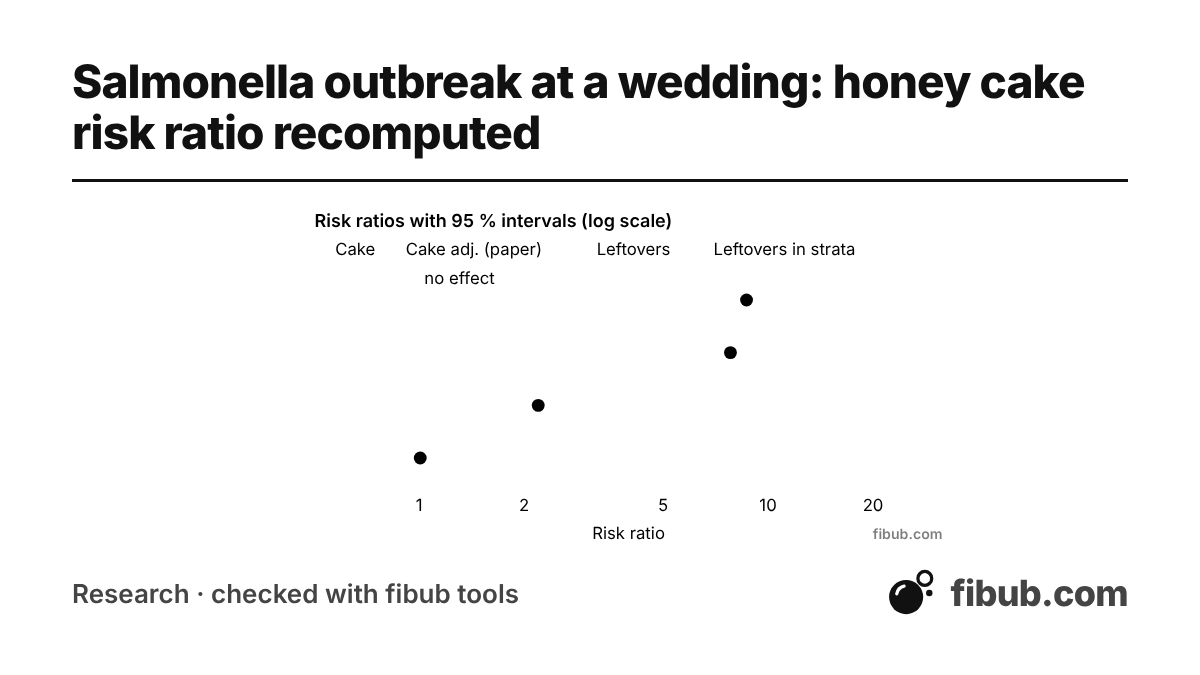 Salmonella outbreak at a wedding: honey cake
risk ratio recomputed
Risk ratios with 95 % intervals (log scale)
Cake Cake adj. (paper) Leftovers Leftovers in strata
no effect
1 2 5 10 20
Risk ratio
fibub.com
Research · checked with fibub tools
fibub.com